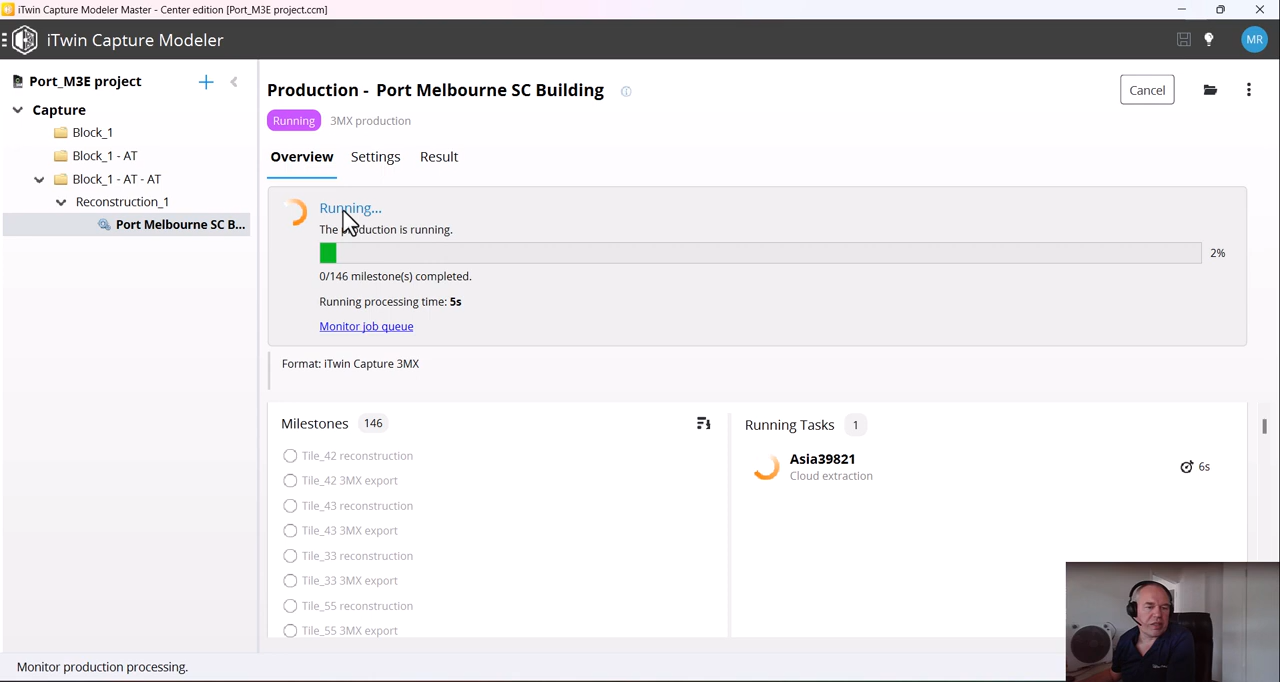 iTwin Capture Modeler Master - Center edition [Port_M3E project.ccm]
iTwin Capture Modeler
MR
Port_M3E project
Capture
Block_1
Block_1 - AT
Block_1 - AT - AT
Reconstruction_1
Port Melbourne SC B...
Production - Port Melbourne SC Building
Cancel
Running
3MX production
Overview
Settings
Result
Running...
The production is running.
2%
0/146 milestone(s) completed.
Running processing time: 5s
Monitor job queue
Format: iTwin Capture 3MX
Milestones 146
Tile_42 reconstruction
Tile_42 3MX export
Tile_43 reconstruction
Tile_43 3MX export
Tile_33 reconstruction
Tile_33 3MX export
Tile_55 reconstruction
Tile_55 3MX export
Running Tasks 1
Asia39821
Cloud extraction
6s
Monitor production processing.